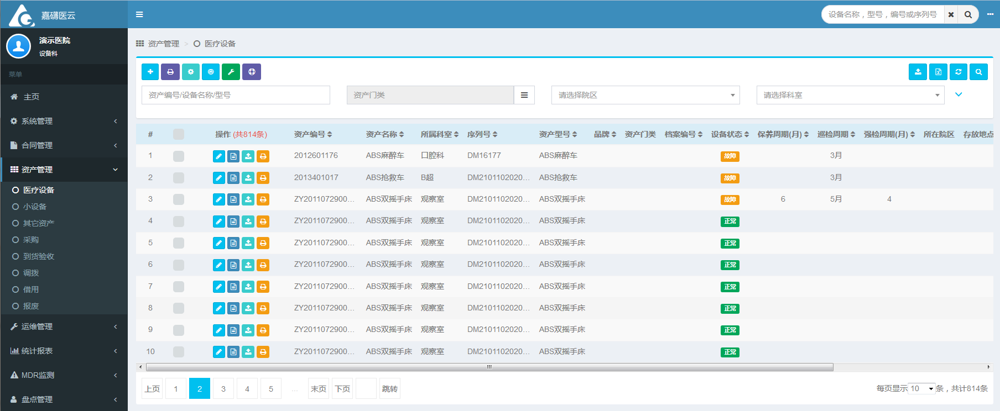 嘉礴医云
设备名称，型号，编号或序列号
演示医院
设备科
菜单
主页
系统管理
合同管理
资产管理
医疗设备
小设备
其它资产
采购
到货验收
调拨
借用
报废
运维管理
统计报表
MDR监测
盘点管理
资产管理 > 医疗设备
资产编号/设备名称/型号 资产门类 请选择院区 请选择科室
# 操作 (共814条) 资产编号 资产名称 所属科室 序列号 资产型号 品牌 资产门类 档案编号 设备状态 保养周期(月) 巡检周期 强检周期(月) 所在院区 存放地点
1 2012601176 ABS麻醉车 口腔科 DM16177 ABS麻醉车 故障 3月
2 2013401017 ABS抢救车 B超 DM2101102020... ABS抢救车 故障 3月
3 ZY2011072900... ABS双摇手床 观察室 DM2101102020... ABS双摇手床 故障 6 5月 4
4 ZY2011072900... ABS双摇手床 观察室 DM2101102020... ABS双摇手床 正常
5 ZY2011072900... ABS双摇手床 观察室 DM2101102020... ABS双摇手床 正常
6 ZY2011072900... ABS双摇手床 观察室 DM2101102020... ABS双摇手床 正常
7 ZY2011072900... ABS双摇手床 观察室 DM2101102020... ABS双摇手床 正常
8 ZY2011072900... ABS双摇手床 观察室 DM2101102020... ABS双摇手床 正常
9 ZY2011072900... ABS双摇手床 观察室 DM2101102020... ABS双摇手床 正常
10 ZY2011072900... ABS双摇手床 观察室 DM2101102020... ABS双摇手床 正常
上页 1 2 3 4 5 ... 末页 下页 跳转 每页显示 10 条，共计814条